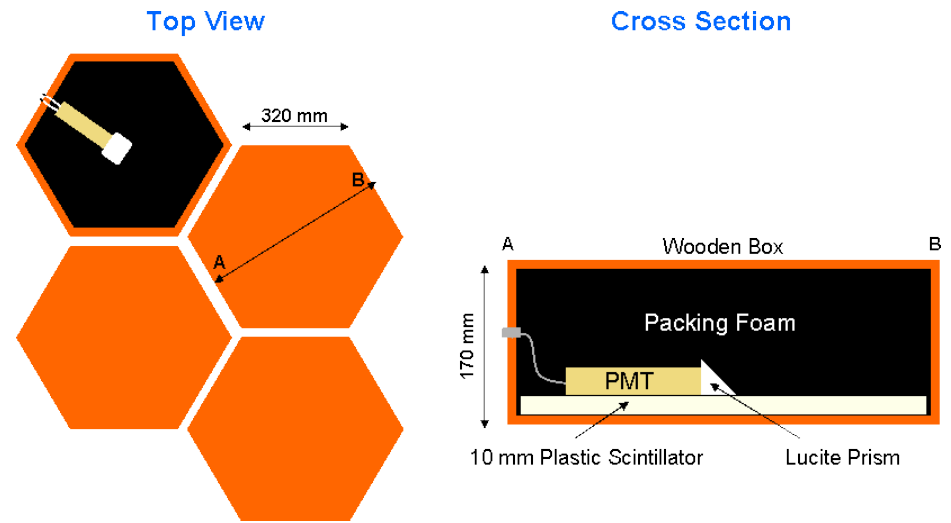 Top View
Cross Section
320 mm
B
A
A
Wooden Box
B
Packing Foam
170 mm
PMT
10 mm Plastic Scintillator
Lucite Prism